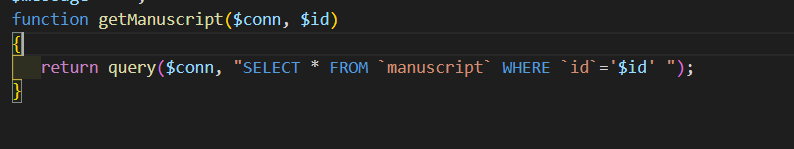 function getManuscript($conn, $id)
{
return query($conn, "SELECT * FROM `manuscript` WHERE `id`='$id' ");
}